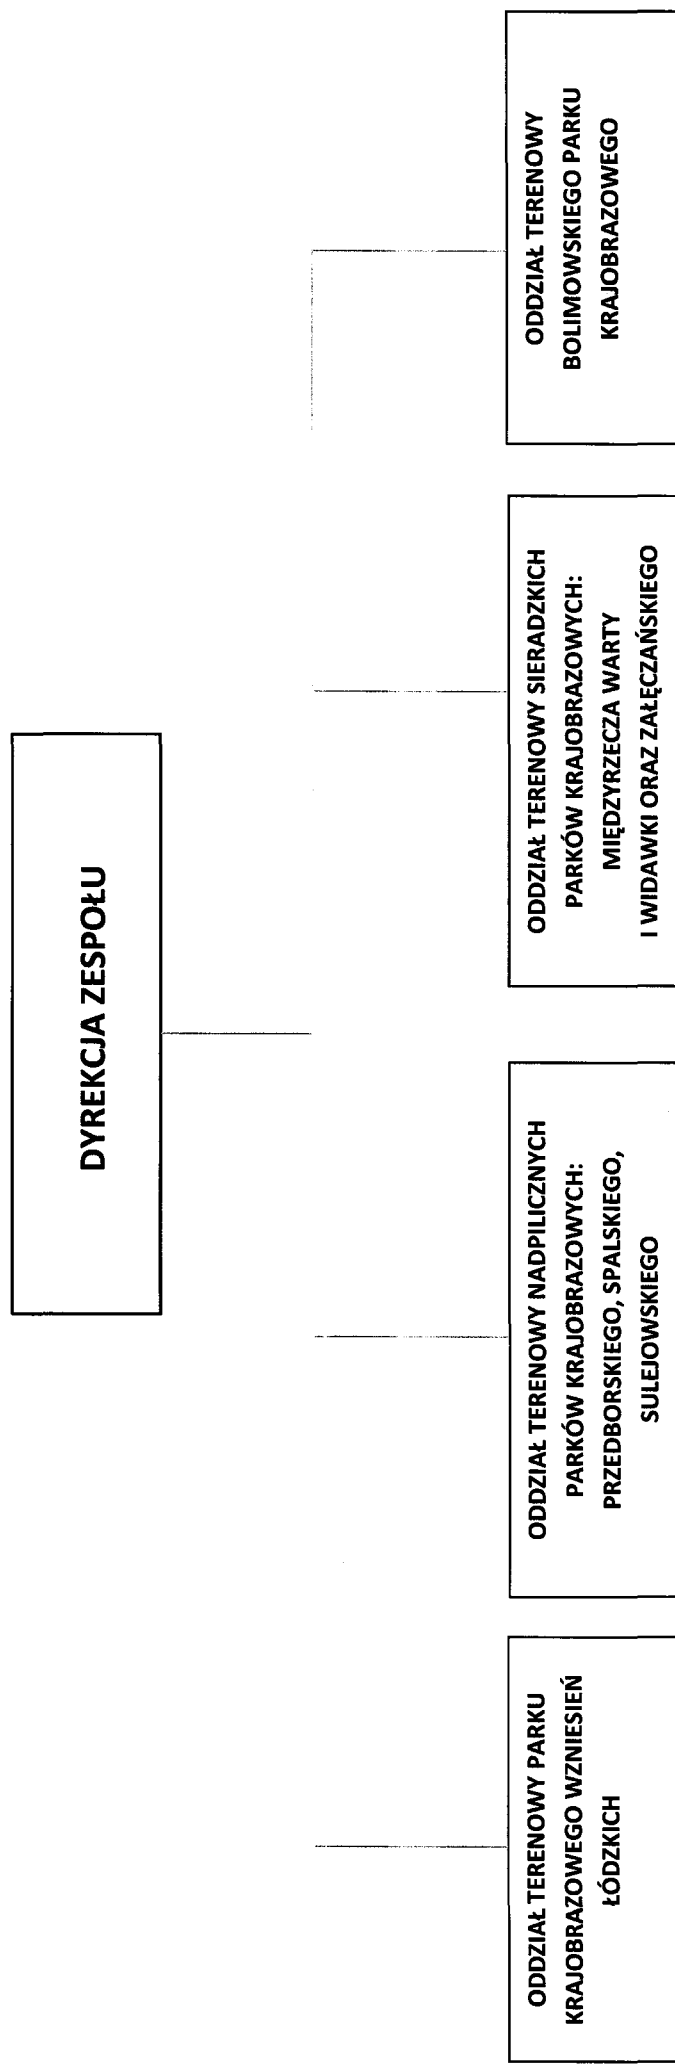 DYREKCJA ZESPOŁU
ODDZIAŁ TERENOWY PARKU
KRAJOBRAZOWEGO WZNIESIEŃ
ŁÓDZKICH
ODDZIAŁ TERENOWY NADPILICZNYCH
PARKÓW KRAJOBRAZOWYCH:
PRZEDBORSKIEGO, SPALSKIEGO,
SULEJOWSKIEGO
ODDZIAŁ TERENOWY SIERADZKICH
PARKÓW KRAJOBRAZOWYCH:
MIĘDZYRZECZA WARTY
I WIDAWKI ORAZ ZAŁĘCZAŃSKIEGO
ODDZIAŁ TERENOWY
BOLIMOWSKIEGO PARKU
KRAJOBRAZOWEGO